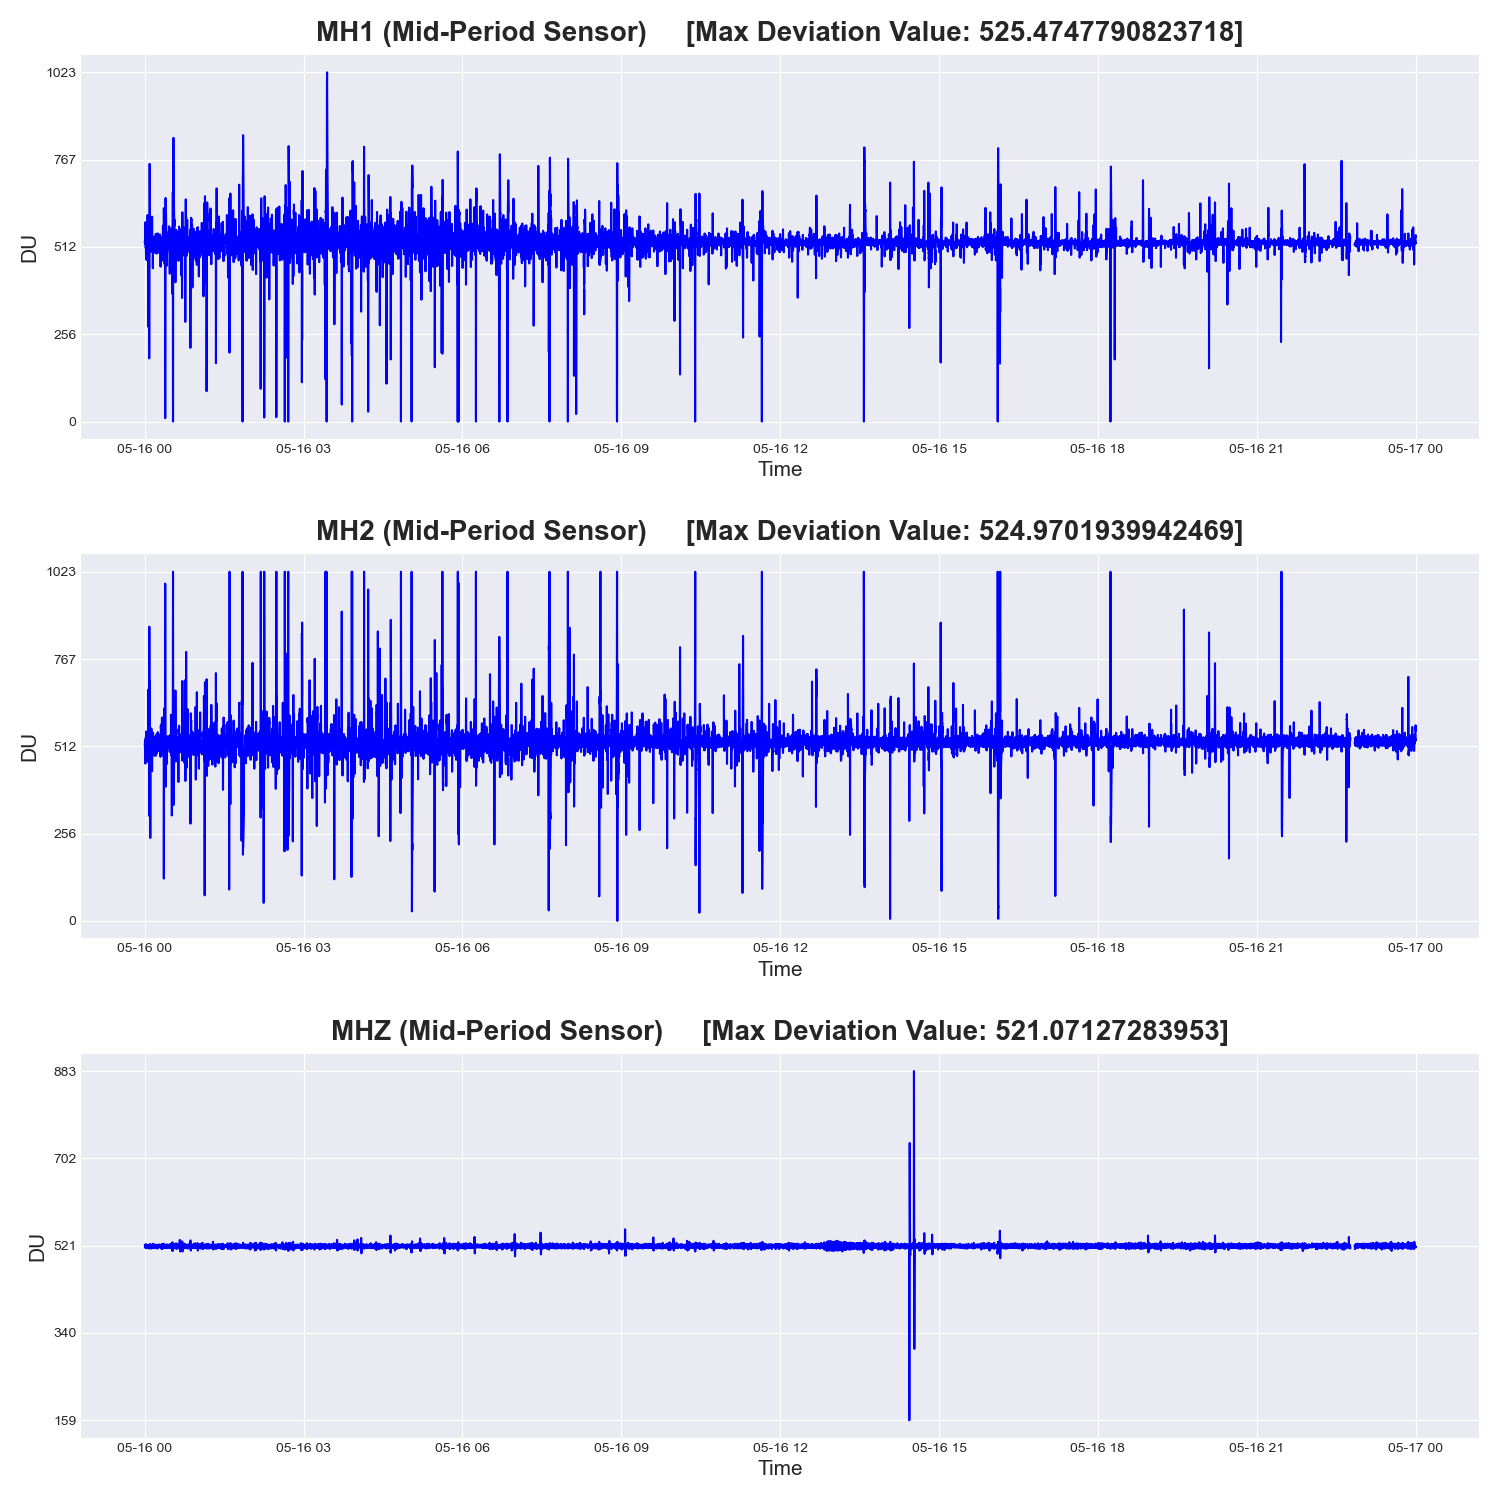 MH1 (Mid-Period Sensor) [Max Deviation Value: 525.4747790823718]
1023
767
512
256
0
DU
05-16 00 05-16 03 05-16 06 05-16 09 05-16 12 05-16 15 05-16 18 05-16 21 05-17 00
Time
MH2 (Mid-Period Sensor) [Max Deviation Value: 524.9701939942469]
1023
767
512
256
0
DU
05-16 00 05-16 03 05-16 06 05-16 09 05-16 12 05-16 15 05-16 18 05-16 21 05-17 00
Time
MHZ (Mid-Period Sensor) [Max Deviation Value: 521.07127283953]
883
702
521
340
159
DU
05-16 00 05-16 03 05-16 06 05-16 09 05-16 12 05-16 15 05-16 18 05-16 21 05-17 00
Time